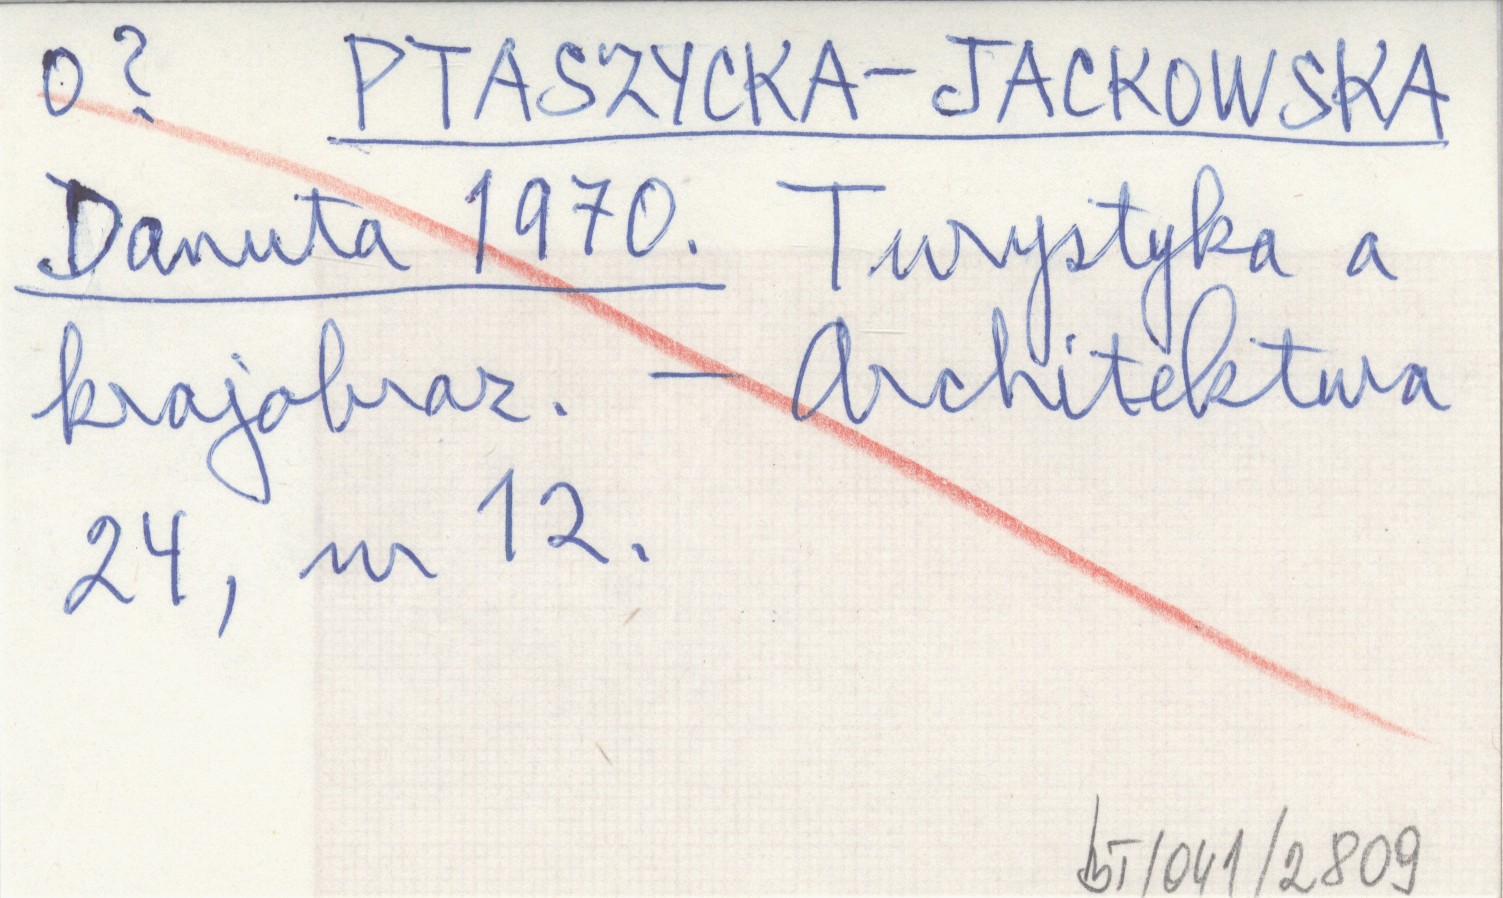 0? PTASZYCKA-JACKOWSKA
Danuta 1970. Turystyka a
krajobraz. — Architektura
24, nr 12.
BT/041/2809